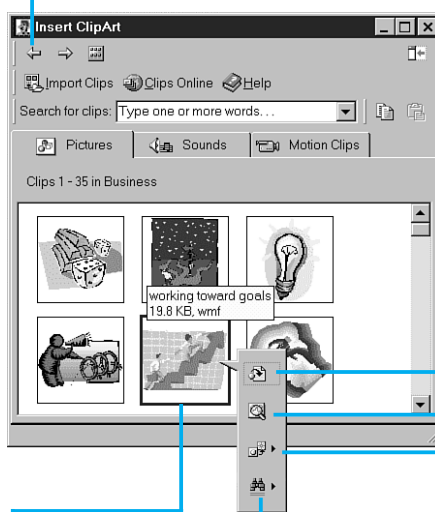 Insert ClipArt
Import Clips Clips Online Help
Search for clips: Type one or more words...
Pictures Sounds Motion Clips
Clips 1 - 35 in Business
working toward goals
19.8 KB, wmf